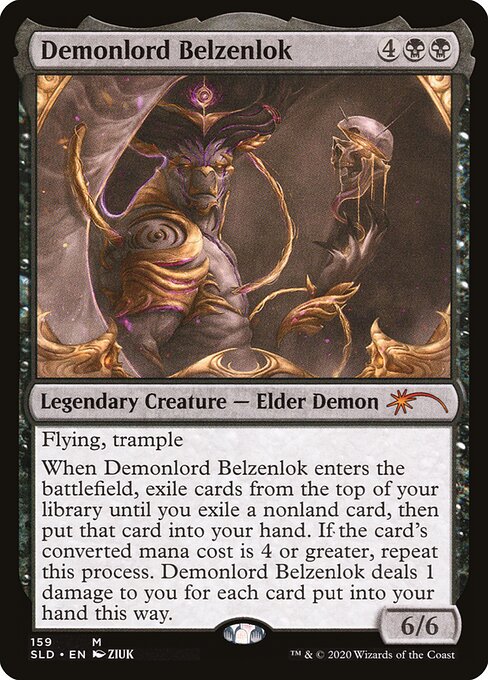 Demonlord Belzenlok 4
Legendary Creature — Elder Demon
Flying, trample
When Demonlord Belzenlok enters the
battlefield, exile cards from the top of your
library until you exile a nonland card, then
put that card into your hand. If the card's
converted mana cost is 4 or greater, repeat
this process. Demonlord Belzenlok deals 1
damage to you for each card put into your
hand this way.
6/6
159 M
SLD • EN ZIUK
™ & © 2020 Wizards of the Coast